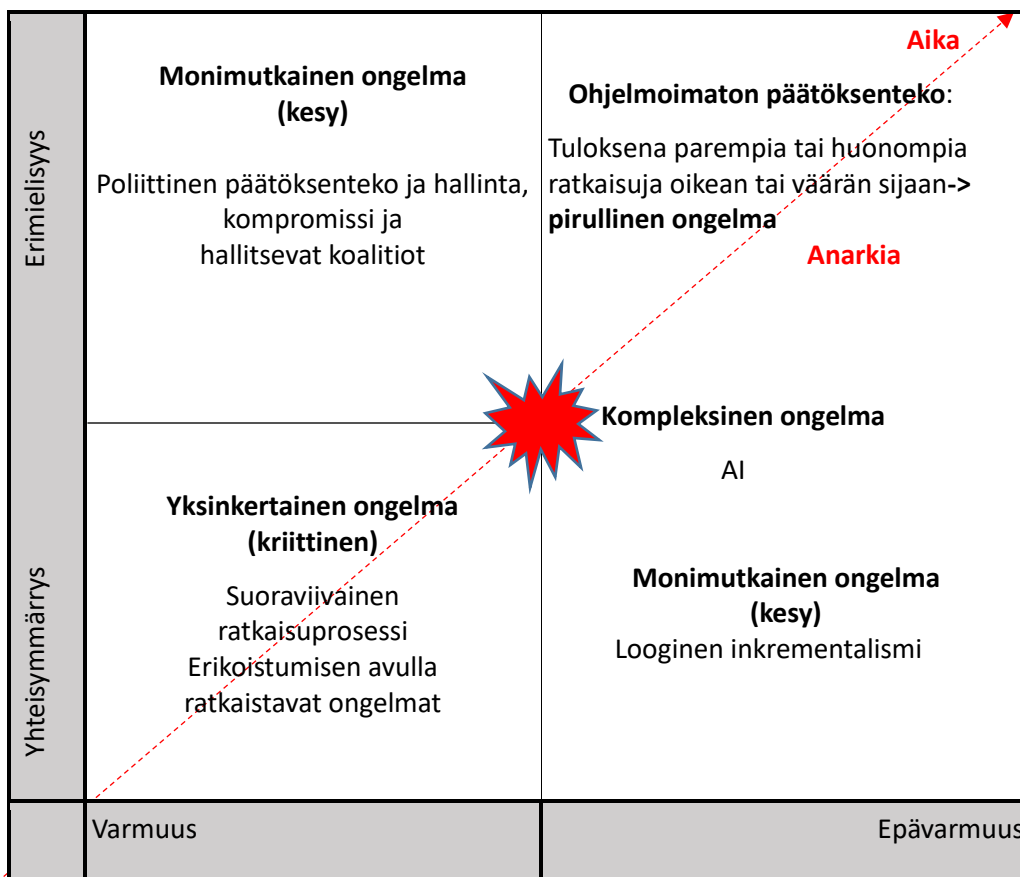 Erimielisyys
Monimutkainen ongelma
(kesy)
Poliittinen päätöksenteko ja hallinta,
kompromissi ja
hallitsevat koalitiot
Aika
Ohjelmoimaton päätöksenteko:
Tuloksena parempia tai huonompia
ratkaisuja oikean tai väärän sijaan->
pirullinen ongelma
Anarkia
Yhteisymmärrys
Yksinkertainen ongelma
(kriittinen)
Suoraviivainen
ratkaisuprosessi
Erikoistumisen avulla
ratkaistavat ongelmat
Kompleksinen ongelma
AI
Monimutkainen ongelma
(kesy)
Looginen inkrementalismi
Varmuus
Epävarmuus